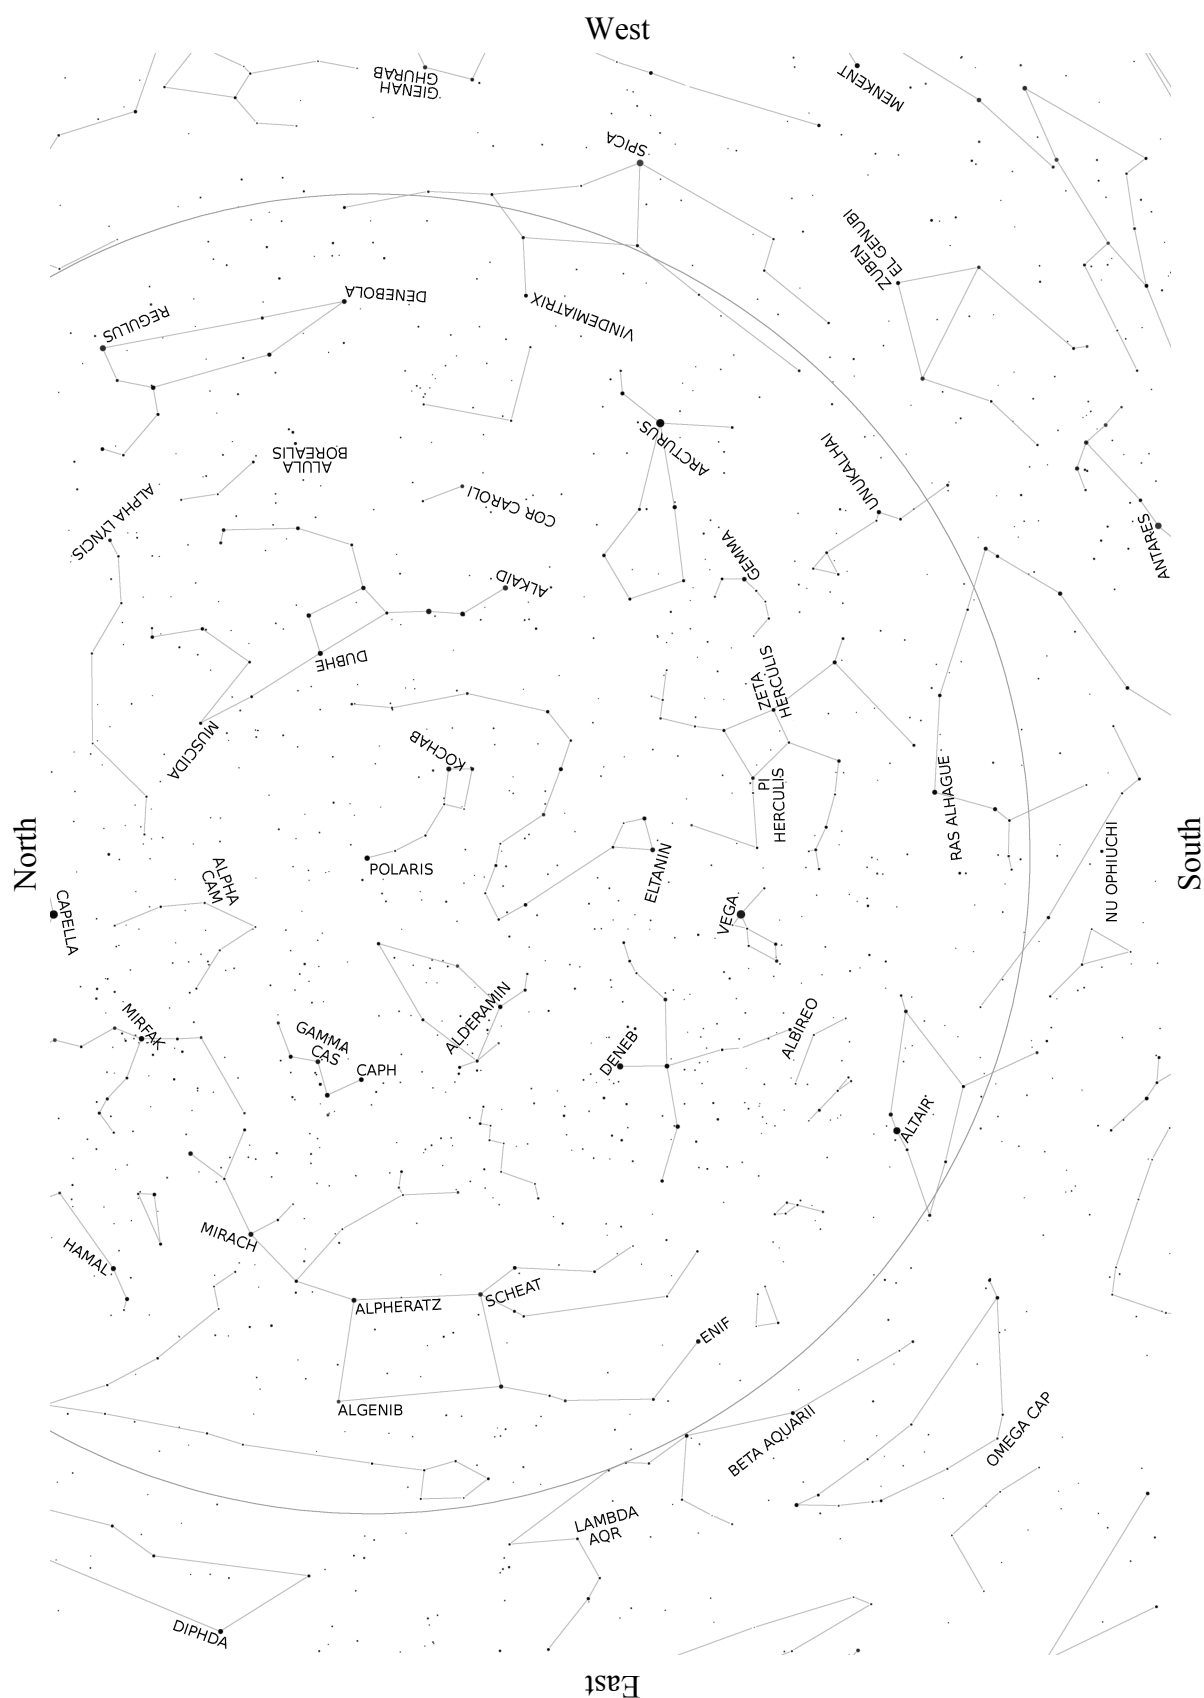 West
GIENAH
GHURAB
MENKENT
SPICA
ZUBEN
EL GENUBI
DENEBOLA
VINDEMIATRIX
REGULUS
ARCTURUS
ALULA
BOREALIS
UNUKALHAI
COR CAROLI
ALPHA LYNCIS
ANTARES
GEMMA
ALKAID
DUBHE
ZETA
HERCULIS
MUSCIDA
KOCHAB
PI
HERCULIS
RAS ALHAGUE
North
South
POLARIS
ELTANIN
NU OPHIUCHI
ALPHA
CAM
CAPELLA
VEGA
MIRFAK
ALDERAMIN
ALBIREO
GAMMA
CAS
CAPH
DENEB
ALTAIR
MIRACH
HAMAL
ALPHERATZ
SCHEAT
ENIF
ALGENIB
BETA AQUARII
OMEGA CAP
LAMBDA
AQR
DIPHDA
East